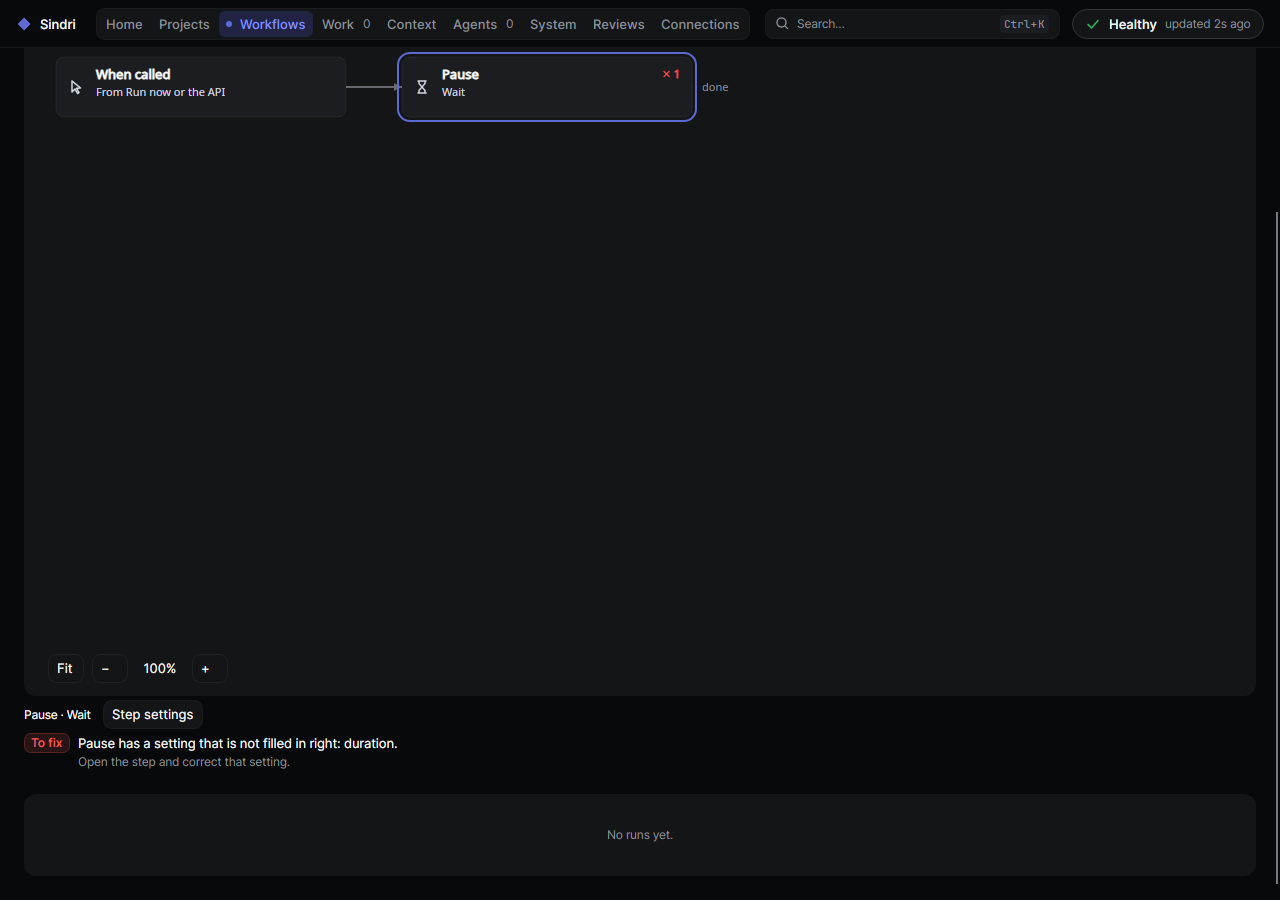 Sindri
Home Projects Workflows Work 0 Context Agents 0 System Reviews Connections
Search... Ctrl+K
Healthy updated 2s ago
When called
From Run now or the API
Pause × 1
Wait
done
Fit − 100% +
Pause · Wait Step settings
To fix Pause has a setting that is not filled in right: duration.
Open the step and correct that setting.
No runs yet.